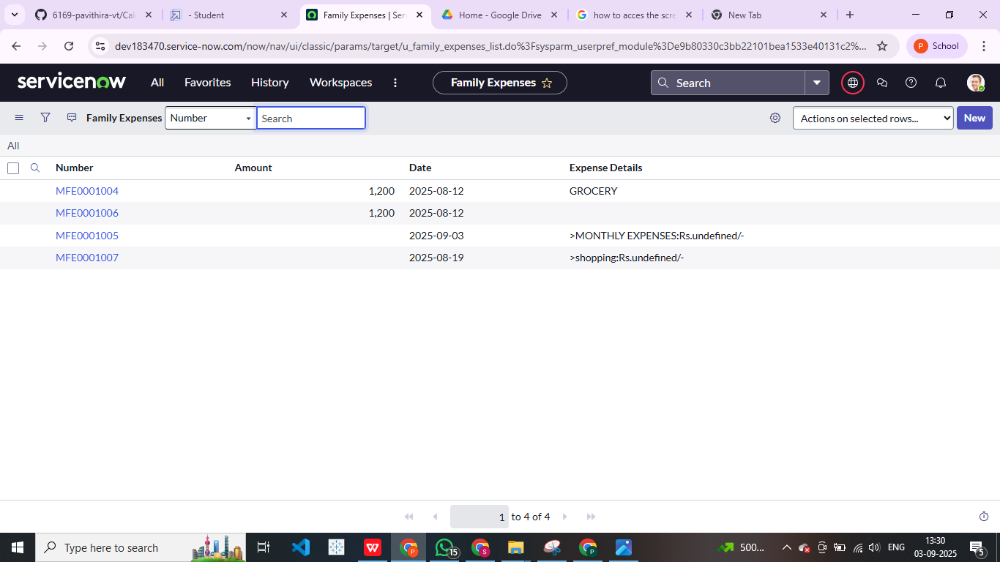 6169-pavithira-vt/Cal
- Student
Family Expenses | Ser
Home - Google Drive
how to acces the scre
New Tab
dev183470.service-now.com/now/nav/ui/classic/params/target/u_family_expenses_list.do%3Fsysparm_userpref_module%3De9b80330c3bb22101bea1533e40131c2%...
P School
servicenow All Favorites History Workspaces Family Expenses Search
Family Expenses Number Search Actions on selected rows... New
All
Number Amount Date Expense Details
MFE0001004 1,200 2025-08-12 GROCERY
MFE0001006 1,200 2025-08-12
MFE0001005 2025-09-03 >MONTHLY EXPENSES:Rs.undefined/-
MFE0001007 2025-08-19 >shopping:Rs.undefined/-
1 to 4 of 4
Type here to search
W
P
15
S
P
500...
ENG
13:30
03-09-2025
5